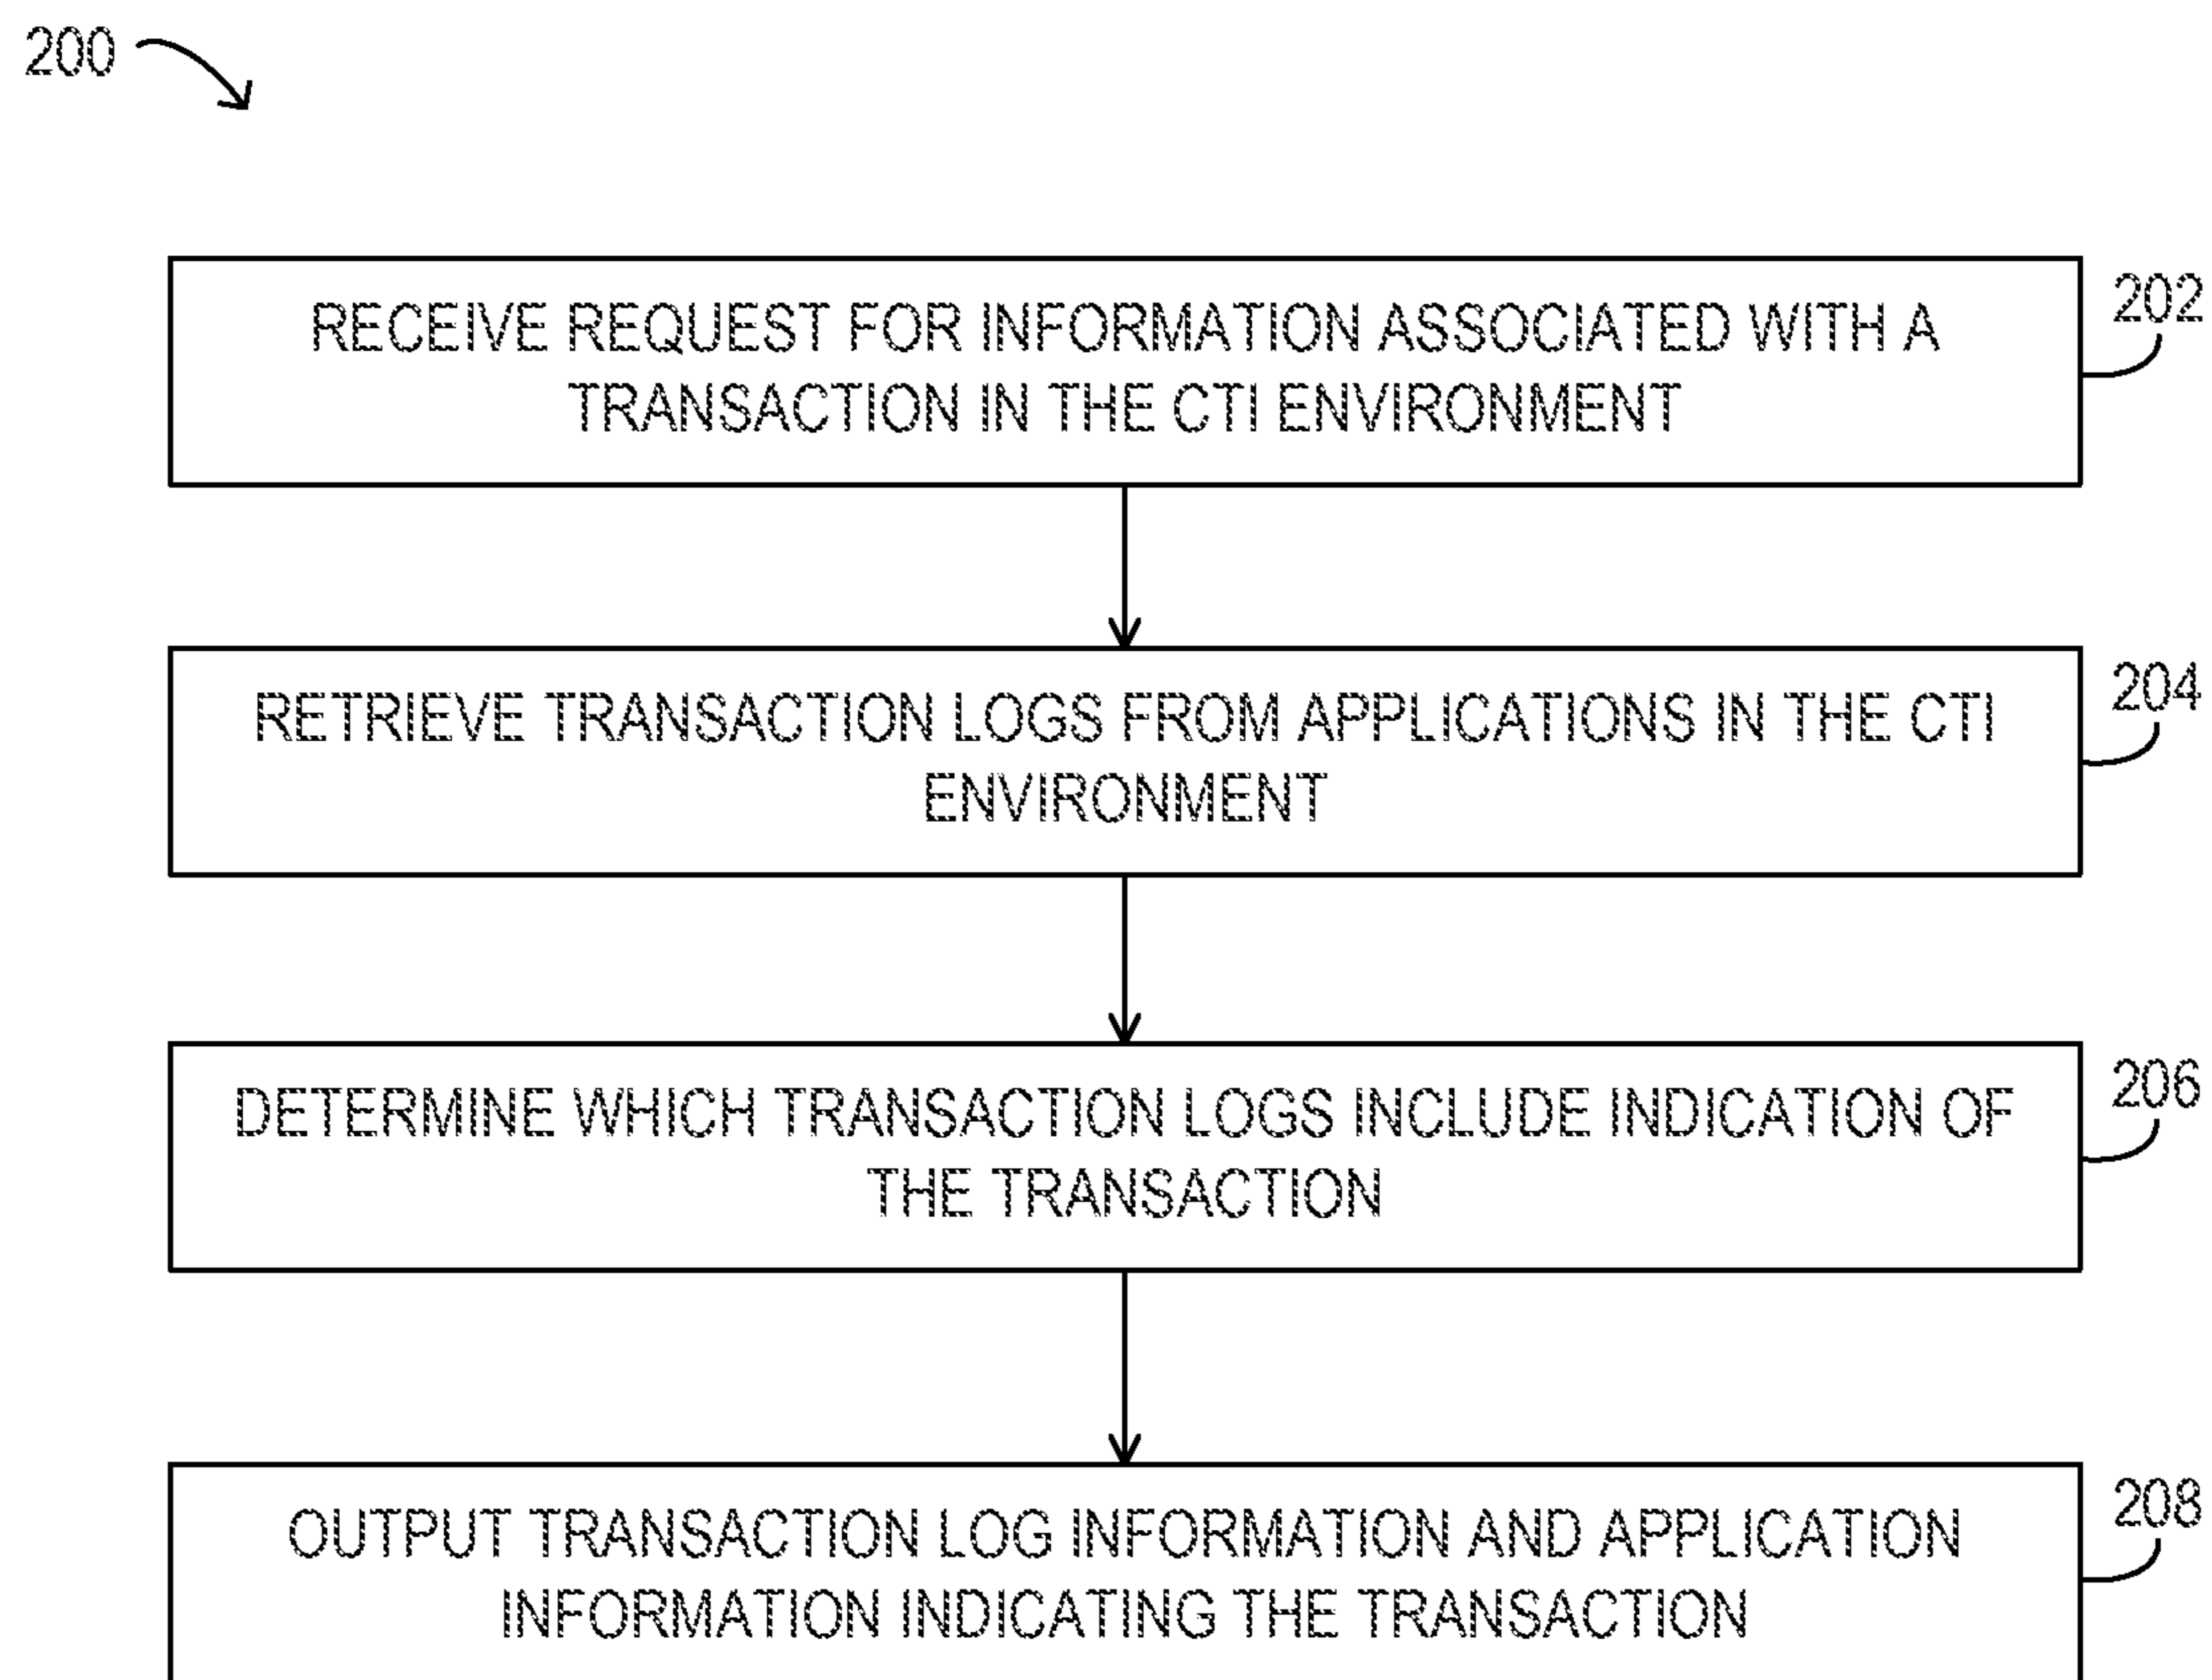 200
RECEIVE REQUEST FOR INFORMATION ASSOCIATED WITH A
TRANSACTION IN THE CTI ENVIRONMENT
202
RETRIEVE TRANSACTION LOGS FROM APPLICATIONS IN THE CTI
ENVIRONMENT
204
DETERMINE WHICH TRANSACTION LOGS INCLUDE INDICATION OF
THE TRANSACTION
206
OUTPUT TRANSACTION LOG INFORMATION AND APPLICATION
INFORMATION INDICATING THE TRANSACTION
208